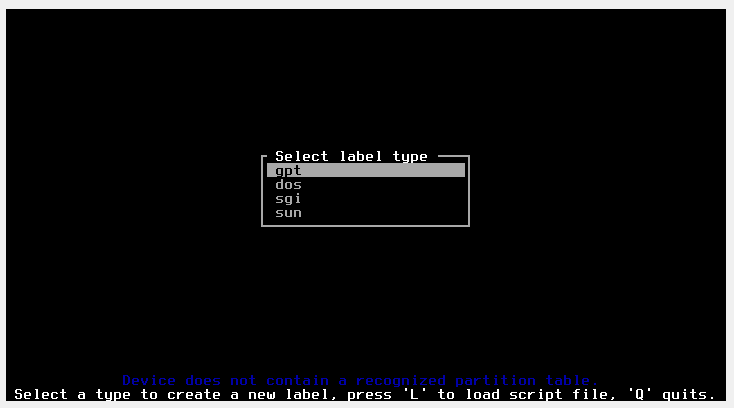 Select label type
gpt
dos
sgi
sun
Device does not contain a recognized partition table.
Select a type to create a new label, press 'L' to load script file, 'Q' quits.